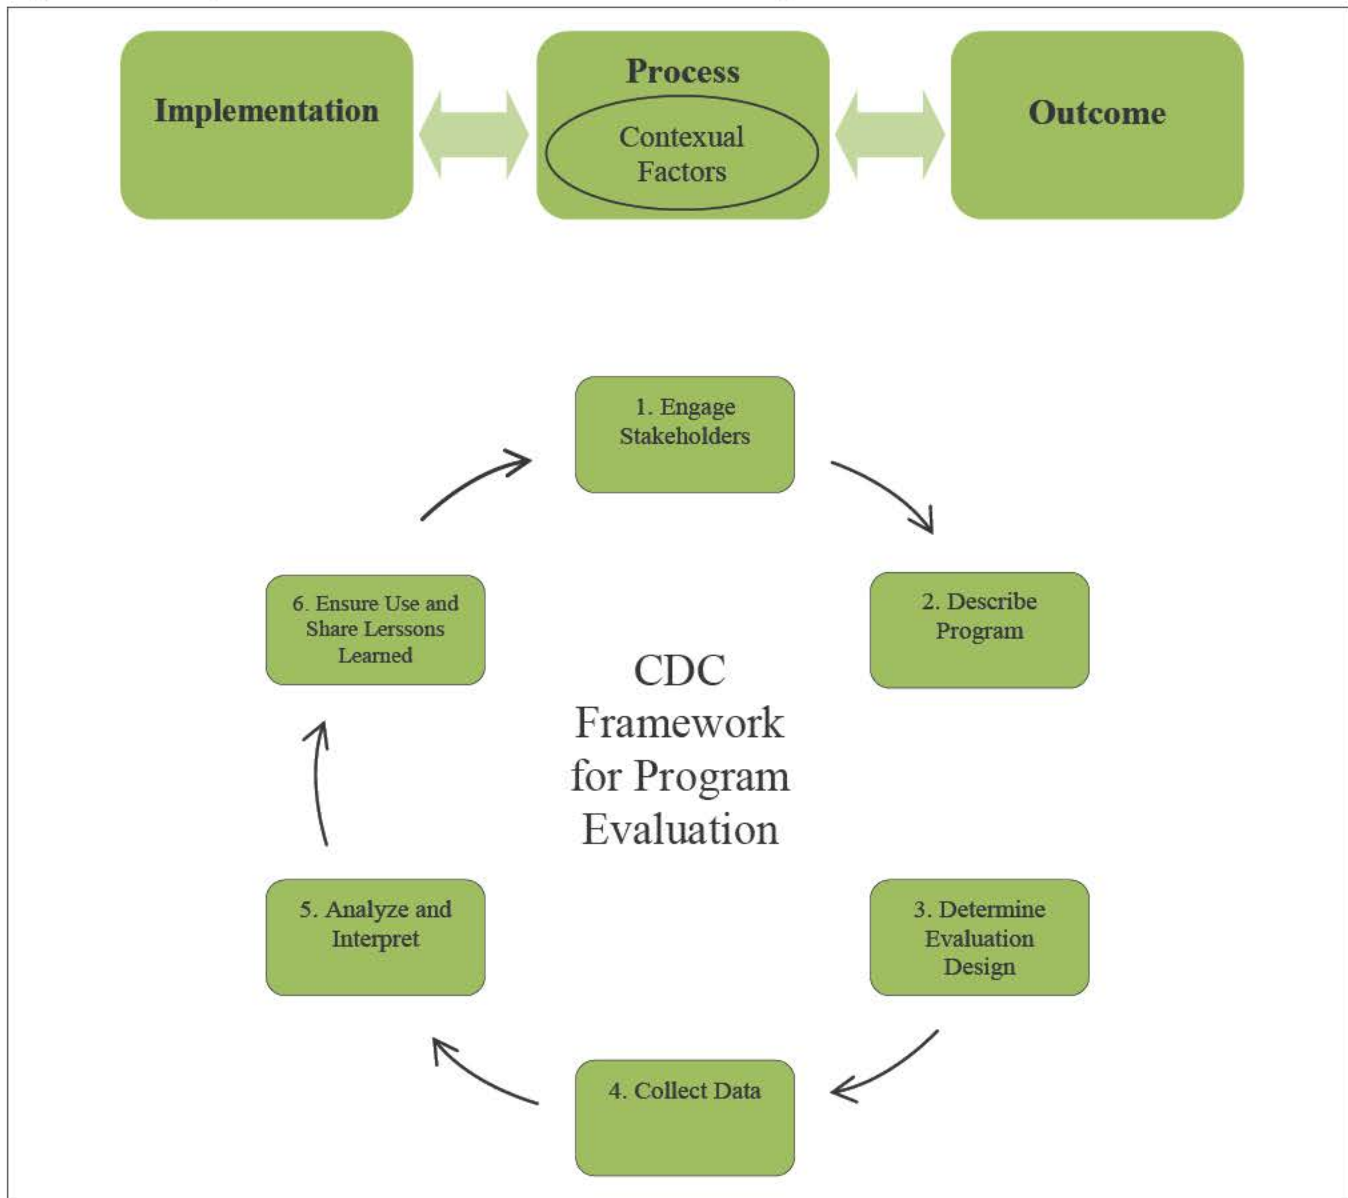 Implementation
Process
Contexual
Factors
Outcome
1. Engage
Stakeholders
2. Describe
Program
3. Determine
Evaluation
Design
4. Collect Data
5. Analyze and
Interpret
6. Ensure Use and
Share Lerssons
Learned
CDC
Framework
for Program
Evaluation